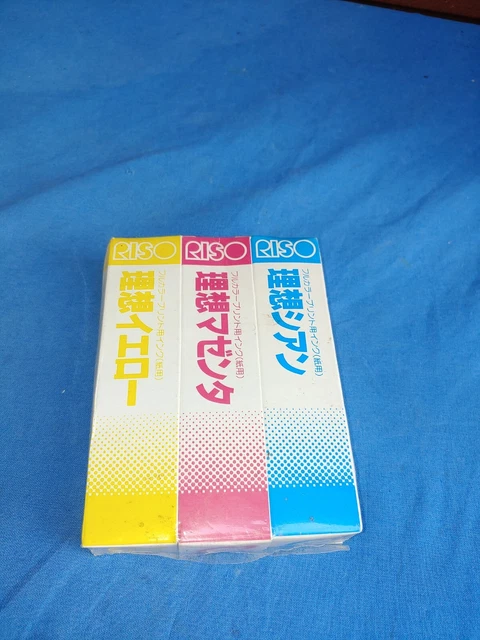 RISO
理想イエロー
フルカラープリント用インク(紙用)
RISO
理想マゼンタ
フルカラープリント用インク(紙用)
RISO
理想シアン
フルカラープリント用インク(紙用)